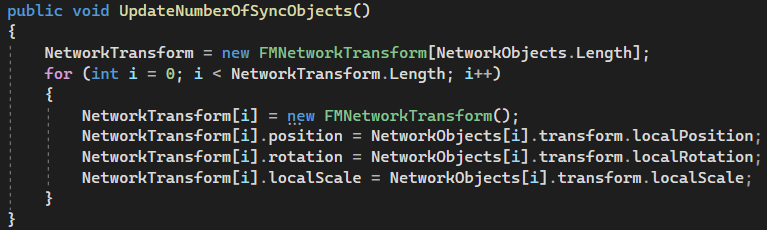 public void UpdateNumberOfSyncObjects()
{
    NetworkTransform = new FMNetworkTransform[NetworkObjects.Length];
    for (int i = 0; i < NetworkTransform.Length; i++)
    {
        NetworkTransform[i] = new FMNetworkTransform();
        NetworkTransform[i].position = NetworkObjects[i].transform.localPosition;
        NetworkTransform[i].rotation = NetworkObjects[i].transform.localRotation;
        NetworkTransform[i].localScale = NetworkObjects[i].transform.localScale;
    }
}